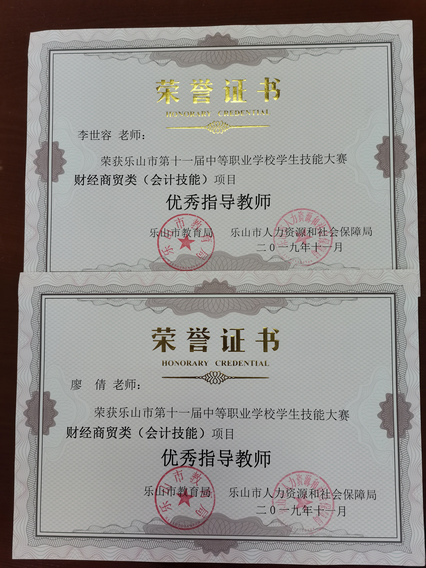 荣誉证书
HONORARY CREDENTIAL
李世容 老师：
荣获乐山市第十一届中等职业学校学生技能大赛
财经商贸类（会计技能）项目
优秀指导教师
乐山市教育局 乐山市人力资源和社会保障局
二〇一九年十一月
荣誉证书
HONORARY CREDENTIAL
廖 倩 老师：
荣获乐山市第十一届中等职业学校学生技能大赛
财经商贸类（会计技能）项目
优秀指导教师
乐山市教育局 乐山市人力资源和社会保障局
二〇一九年十一月